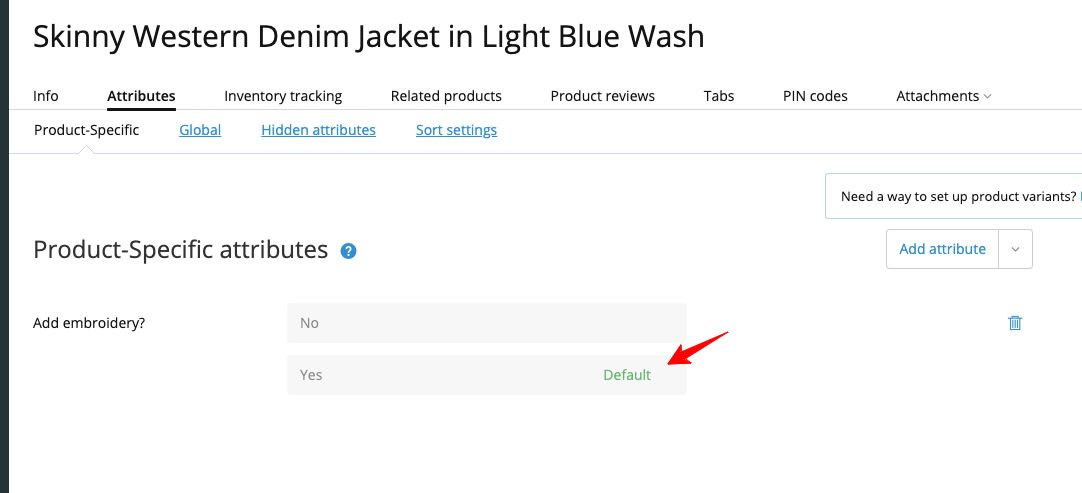 Skinny Western Denim Jacket in Light Blue Wash
Info Attributes Inventory tracking Related products Product reviews Tabs PIN codes Attachments
Product-Specific Global Hidden attributes Sort settings
Need a way to set up product variants?
Product-Specific attributes ?
Add attribute
Add embroidery? No
Yes Default